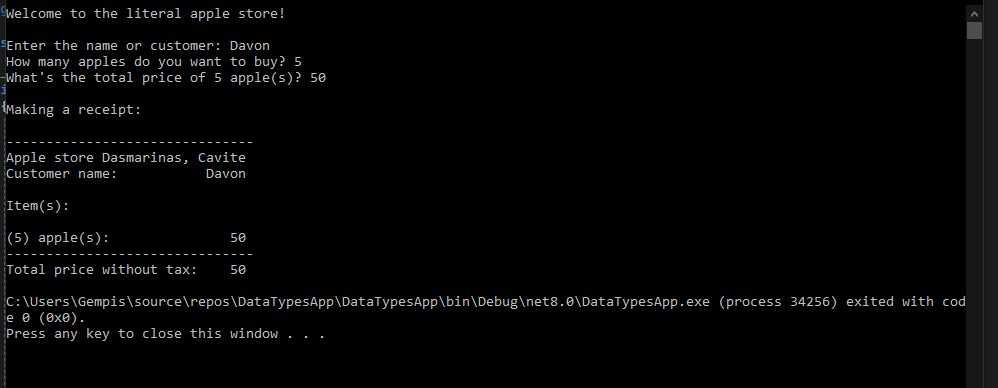 Welcome to the literal apple store!
Enter the name or customer: Davon
How many apples do you want to buy? 5
What's the total price of 5 apple(s)? 50
Making a receipt:
-------------------------------
Apple store Dasmarinas, Cavite
Customer name:           Davon
Item(s):
(5) apple(s):               50
-------------------------------
Total price without tax:    50
C:\Users\Gempis\source\repos\DataTypesApp\DataTypesApp\bin\Debug\net8.0\DataTypesApp.exe (process 34256) exited with cod
e 0 (0x0).
Press any key to close this window . . .